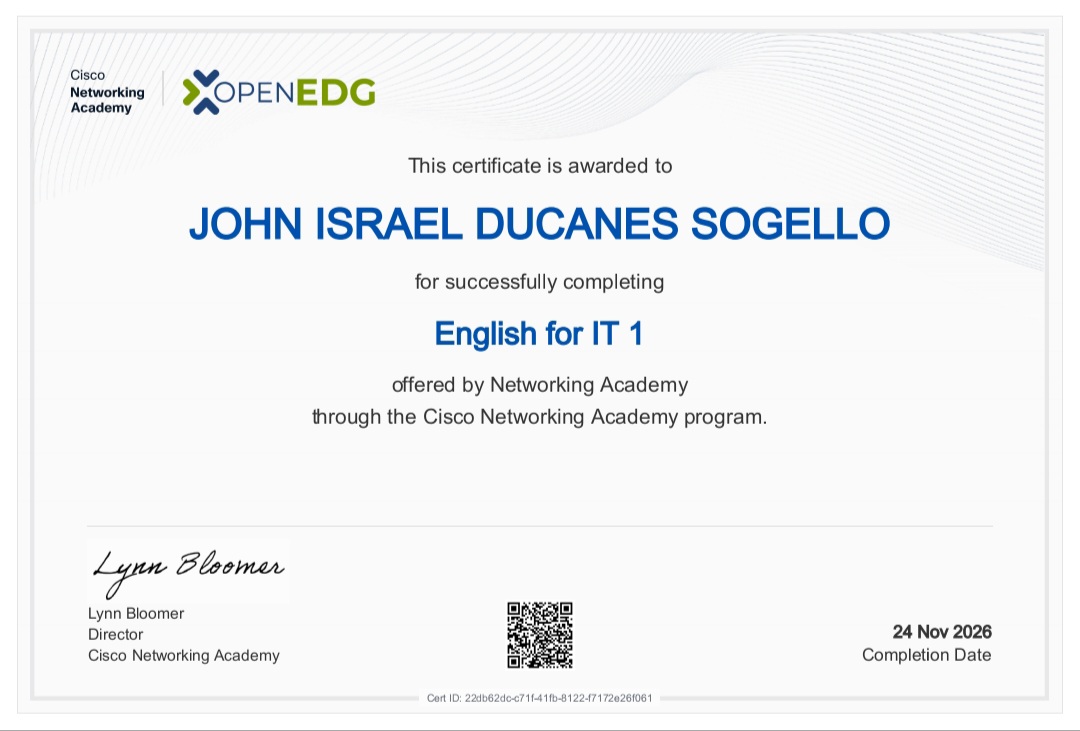 Cisco
Networking
Academy
OPENEDG
This certificate is awarded to
JOHN ISRAEL DUCANES SOGELLO
for successfully completing
English for IT 1
offered by Networking Academy
through the Cisco Networking Academy program.
Lynn Bloomer
Lynn Bloomer
Director
Cisco Networking Academy
24 Nov 2026
Completion Date
Cert ID: 22db62dc-c71f-41fb-8122-f7172e26f061